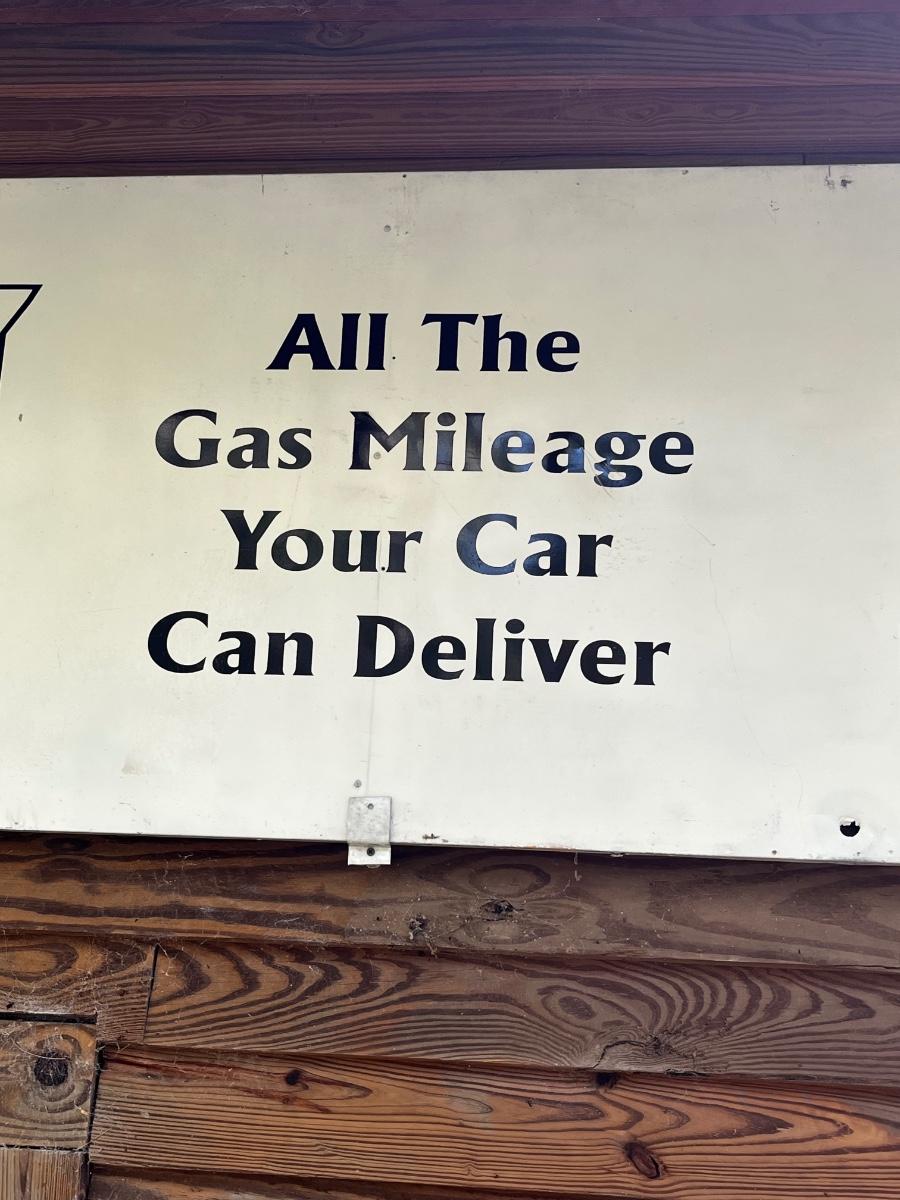 All The
Gas Mileage
Your Car
Can Deliver